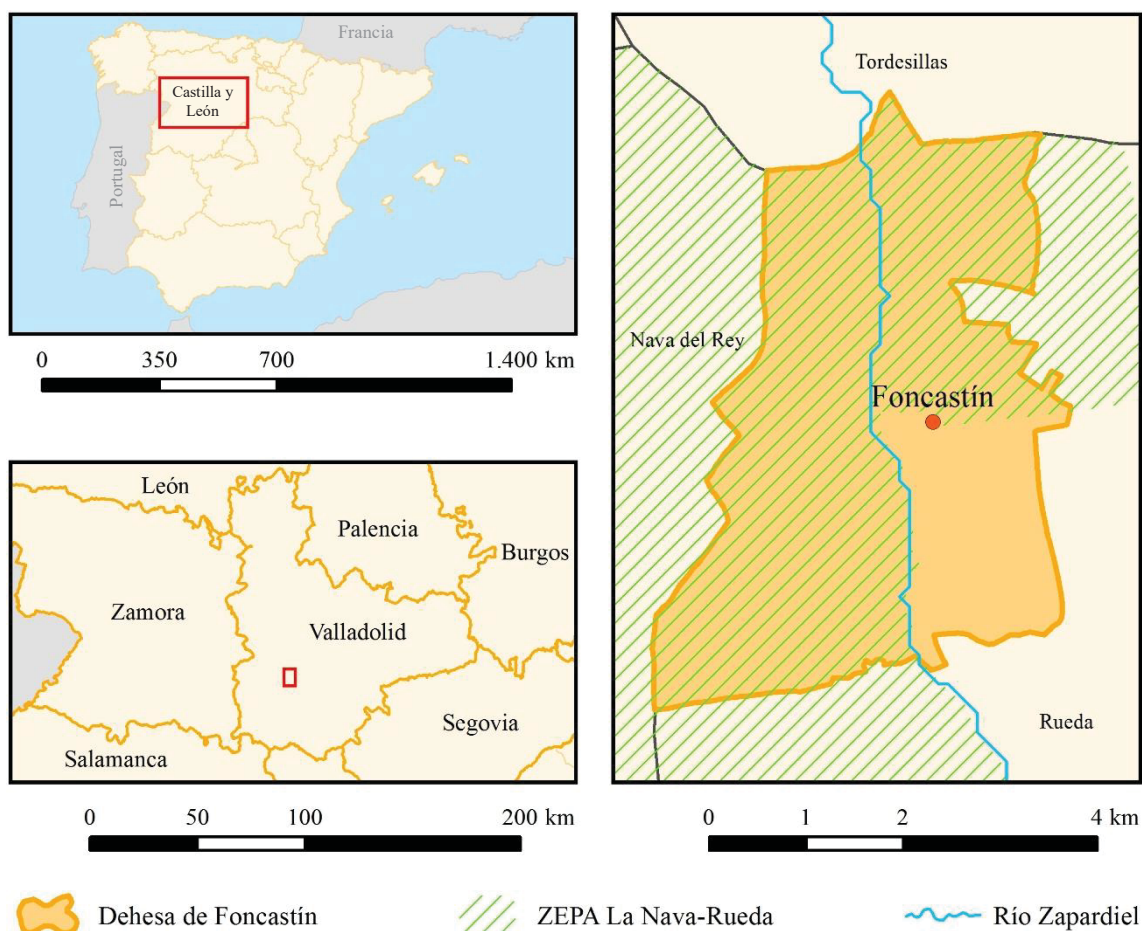 Francia
Castilla y
León
Portugal
0 350 700 1.400 km
León
Palencia
Burgos
Zamora
Valladolid
Segovia
Salamanca
0 50 100 200 km
Tordesillas
Nava del Rey
Foncastín
Rueda
0 1 2 4 km
Dehesa de Foncastín
ZEPA La Nava-Rueda
Río Zapardiel